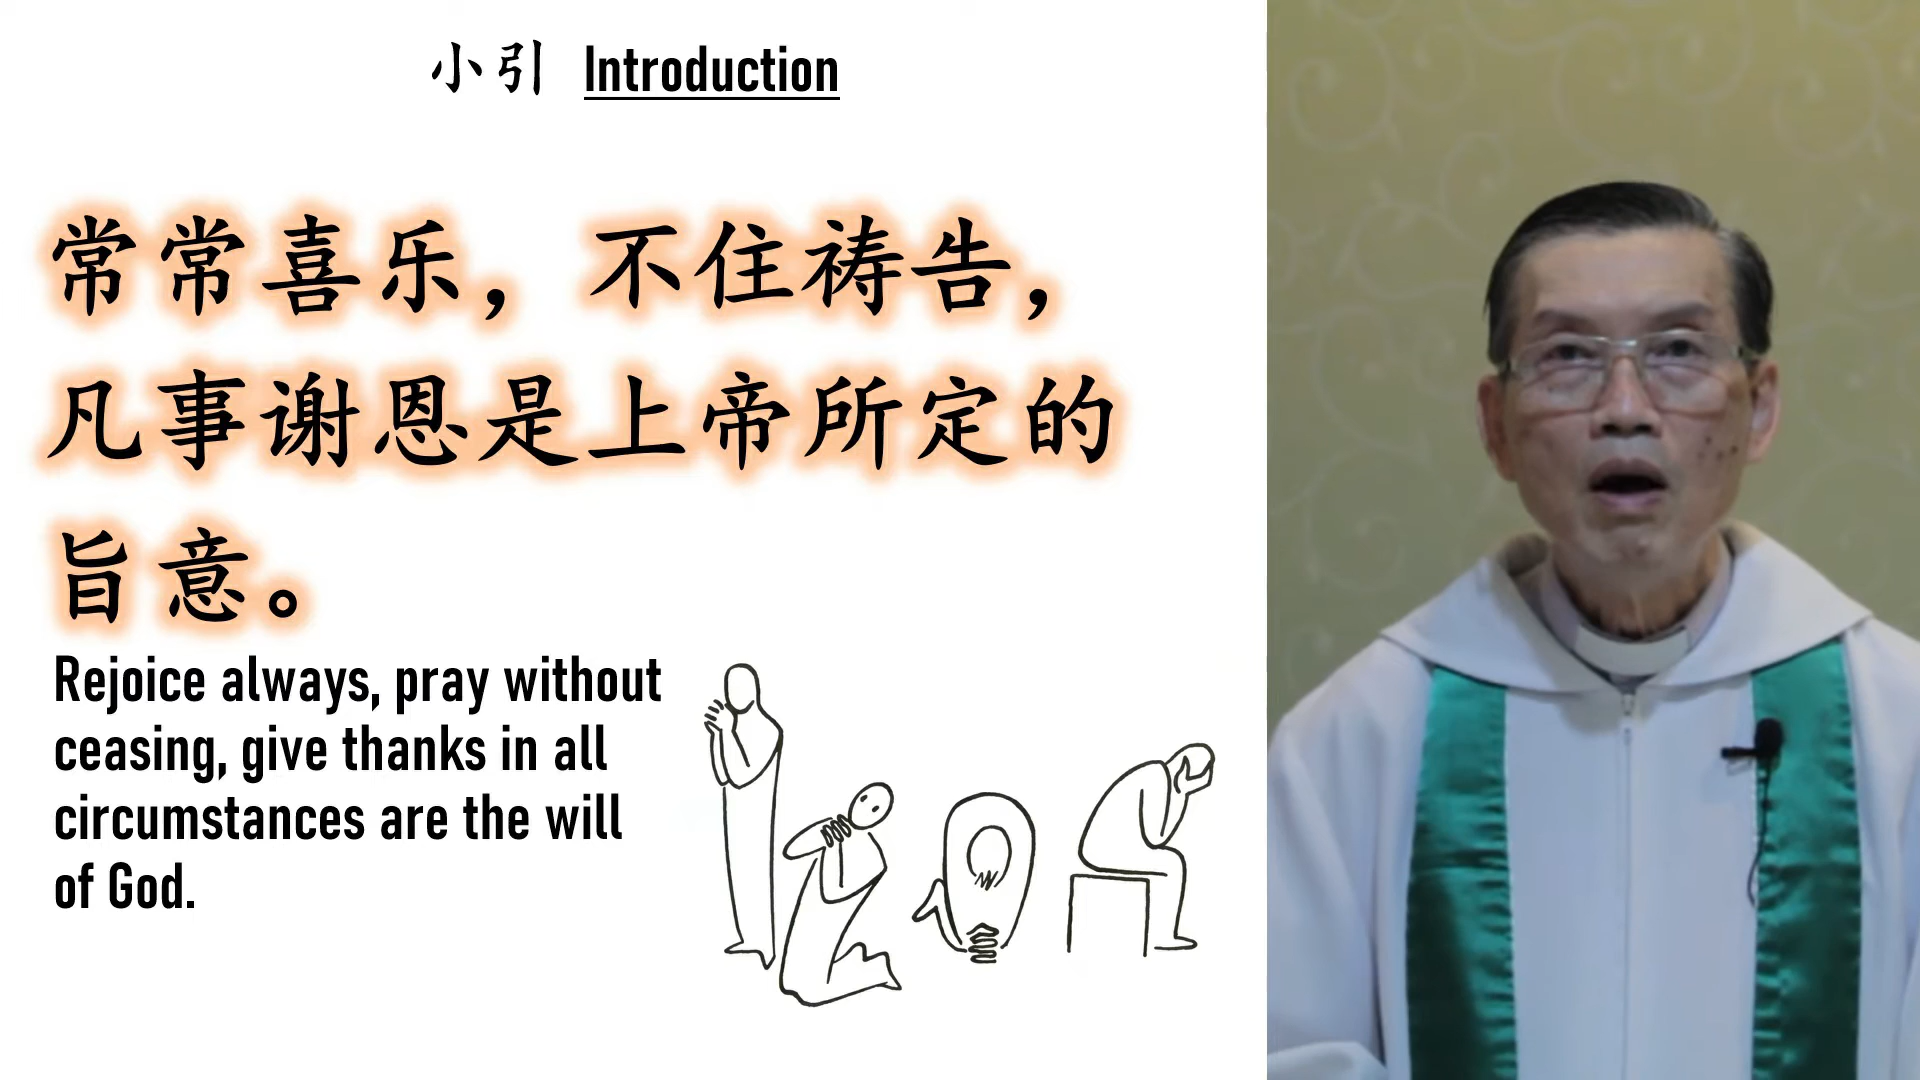 小引 Introduction
常常喜乐，不住祷告，
凡事谢恩是上帝所定的
旨意。
Rejoice always, pray without
ceasing, give thanks in all
circumstances are the will
of God.